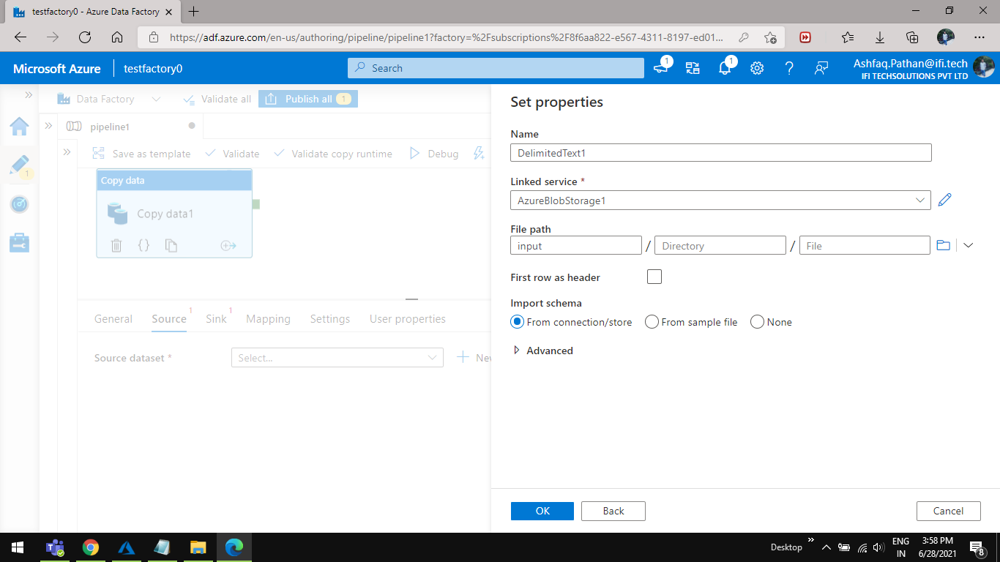 testfactory0 - Azure Data Factory
https://adf.azure.com/en-us/authoring/pipeline/pipeline1?factory=%2Fsubscriptions%2F8f6aa822-e567-4311-8197-ed01...
Microsoft Azure testfactory0 Search 1 1 Ashfaq.Pathan@ifi.tech
IFI TECHSOLUTIONS PVT LTD
Data Factory Validate all Publish all 1
pipeline1
Save as template Validate Validate copy runtime Debug
1
Copy data
Copy data1
General Source 1 Sink 1 Mapping Settings User properties
Source dataset * Select... New
Set properties
Name
DelimitedText1
Linked service *
AzureBlobStorage1
File path
input / Directory / File
First row as header
Import schema
From connection/store From sample file None
Advanced
OK Back Cancel
Desktop ENG 3:58 PM
IN 6/28/2021 8